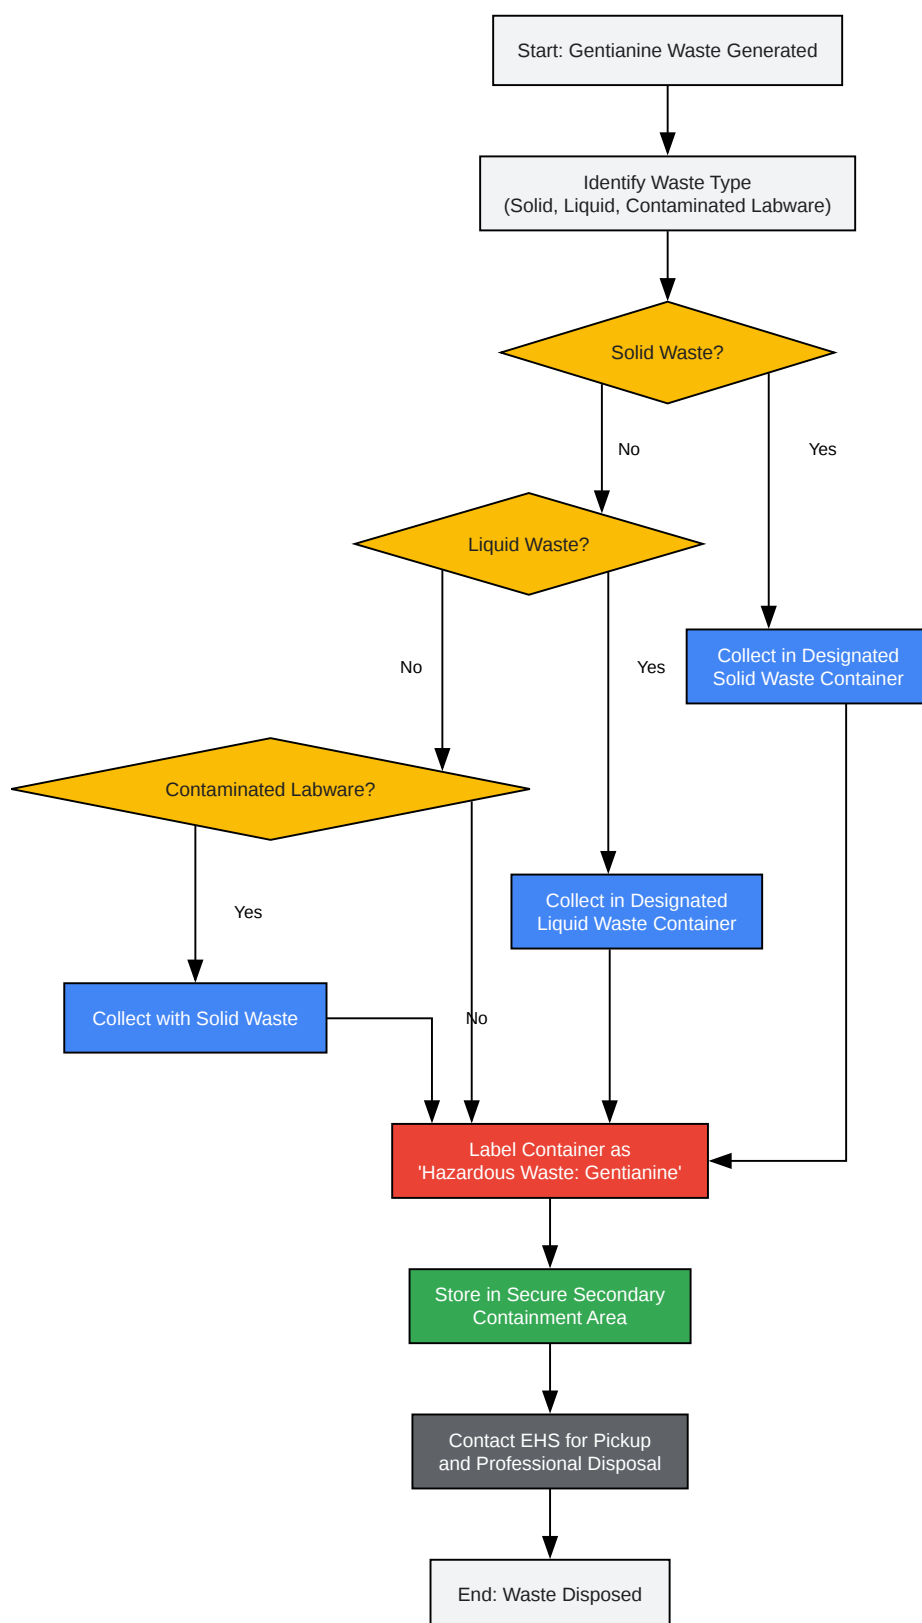 Start: Gentianine Waste Generated
Identify Waste Type
(Solid, Liquid, Contaminated Labware)
Solid Waste?
No
Yes
Liquid Waste?
No
Yes
Collect in Designated
Solid Waste Container
Contaminated Labware?
Yes
Collect in Designated
Liquid Waste Container
Collect with Solid Waste
No
Label Container as
'Hazardous Waste: Gentianine'
Store in Secure Secondary
Containment Area
Contact EHS for Pickup
and Professional Disposal
End: Waste Disposed